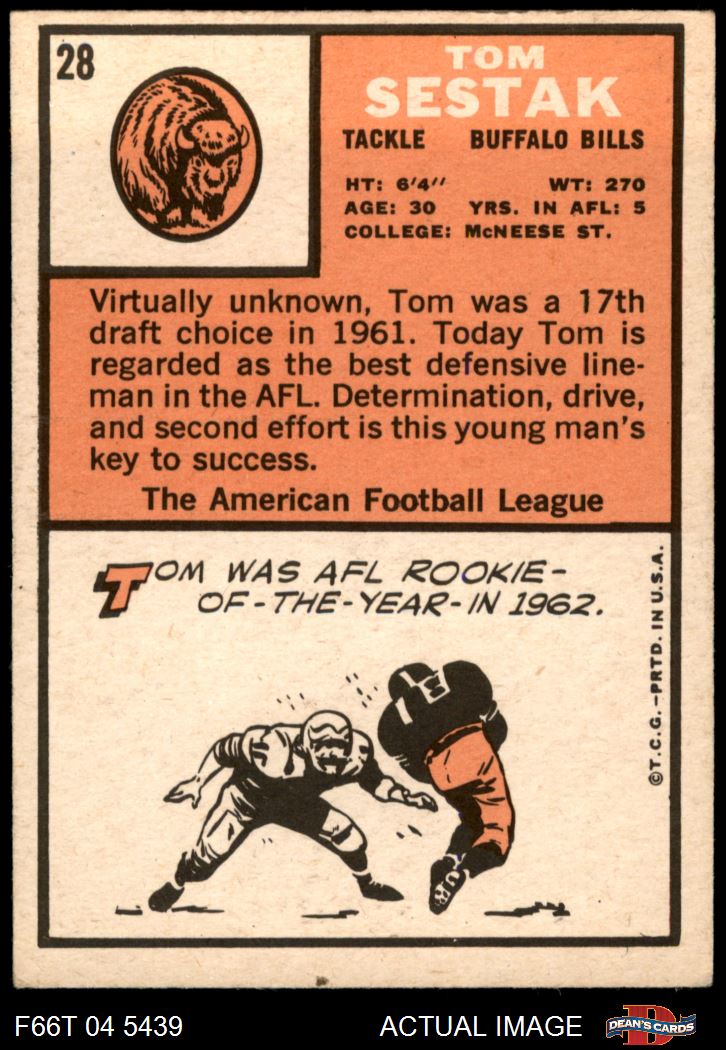 28
TOM
SESTAK
TACKLE BUFFALO BILLS
HT: 6'4" WT: 270
AGE: 30 YRS. IN AFL: 5
COLLEGE: McNEESE ST.
Virtually unknown, Tom was a 17th
draft choice in 1961. Today Tom is
regarded as the best defensive line-
man in the AFL. Determination, drive,
and second effort is this young man's
key to success.
The American Football League
TOM WAS AFL ROOKIE-
OF-THE-YEAR-IN 1962.
©T.C.G.–PRTD. IN U.S.A.
F66T 04 5439
ACTUAL IMAGE
D
DEAN'S CARDS